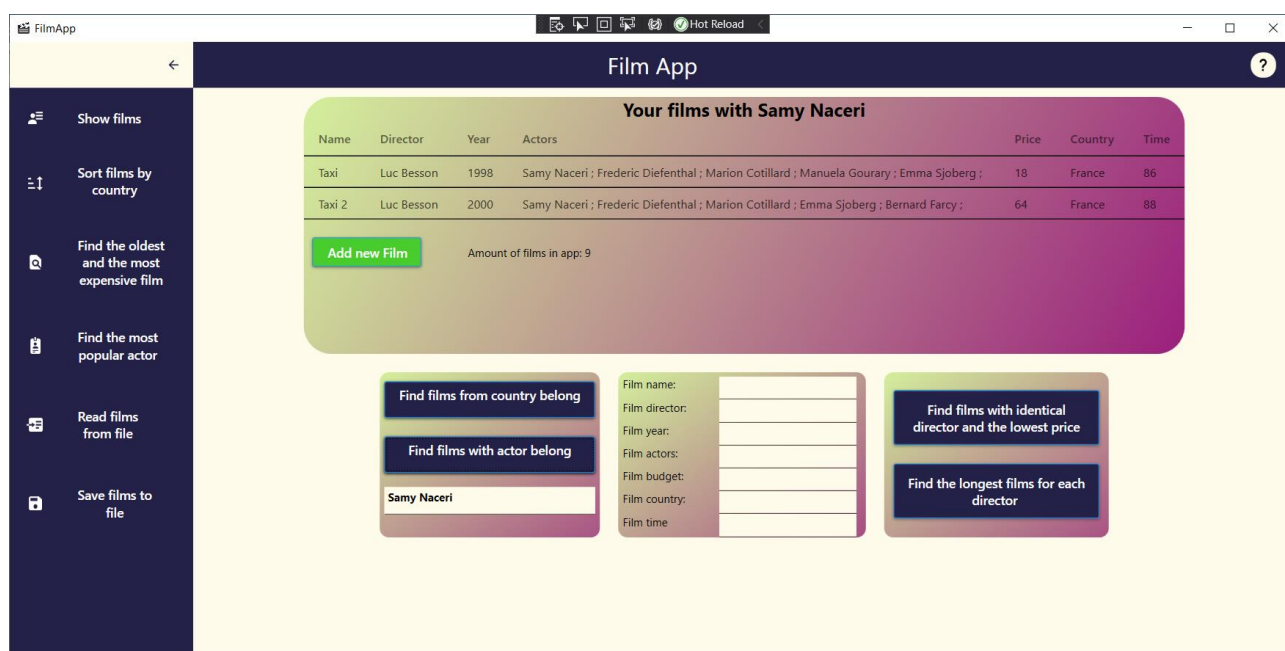 FilmApp
Hot Reload
Film App
?
Show films
Sort films by
country
Find the oldest
and the most
expensive film
Find the most
popular actor
Read films
from file
Save films to
file
Your films with Samy Naceri
Name Director Year Actors Price Country Time
Taxi Luc Besson 1998 Samy Naceri ; Frederic Diefenthal ; Marion Cotillard ; Manuela Gourary ; Emma Sjoberg ; 18 France 86
Taxi 2 Luc Besson 2000 Samy Naceri ; Frederic Diefenthal ; Marion Cotillard ; Emma Sjoberg ; Bernard Farcy ; 64 France 88
Add new Film Amount of films in app: 9
Find films from country belong
Find films with actor belong
Samy Naceri
Film name:
Film director:
Film year:
Film actors:
Film budget:
Film country:
Film time
Find films with identical
director and the lowest price
Find the longest films for each
director